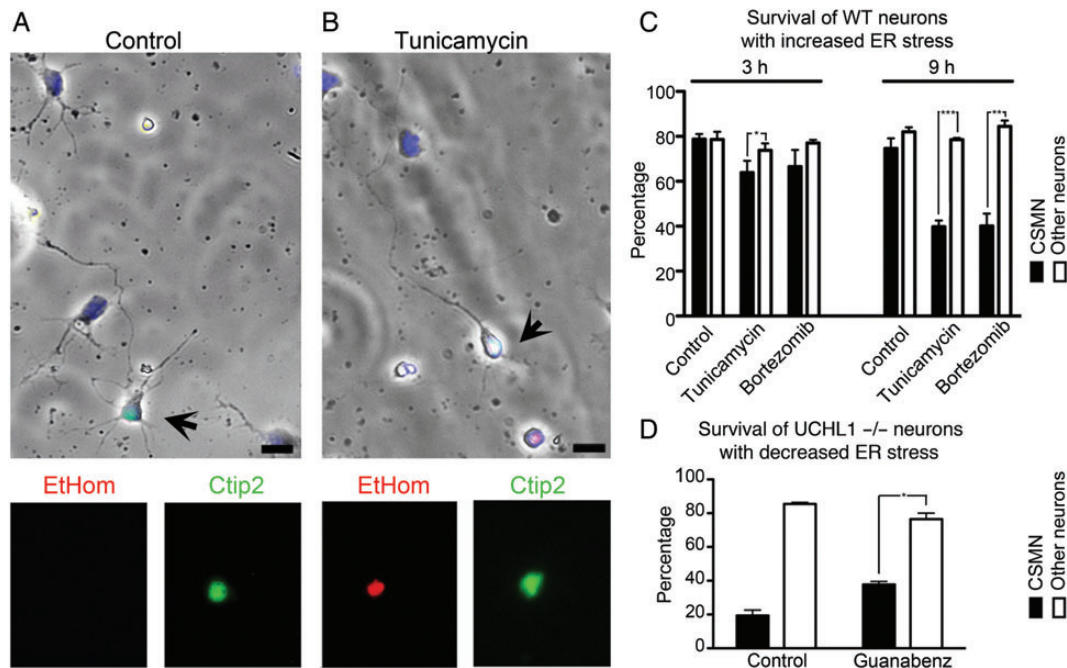 A
Control
B
Tunicamycin
EtHom
Ctip2
EtHom
Ctip2
C
Survival of WT neurons
with increased ER stress
3 h
9 h
100
80
60
40
20
0
Percentage
*
***
**
Control
Tunicamycin
Bortezomib
Control
Tunicamycin
Bortezomib
CSMN
Other neurons
D
Survival of UCHL1 –/– neurons
with decreased ER stress
100
80
60
40
20
0
Percentage
*
Control
Guanabenz
CSMN
Other neurons